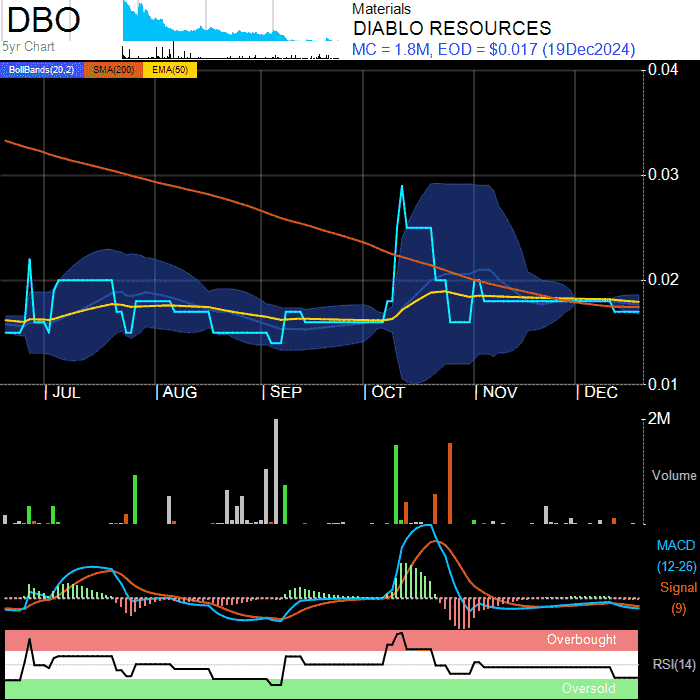 DBO
5yr Chart
Materials
DIABLO RESOURCES
MC = 1.8M, EOD = $0.017 (19Dec2024)
BollBands(20,2) SMA(200) EMA(50)
0.04
0.03
0.02
0.01
JUL AUG SEP OCT NOV DEC
2M
Volume
MACD
(12-26)
Signal
(9)
Overbought
RSI(14)
Oversold